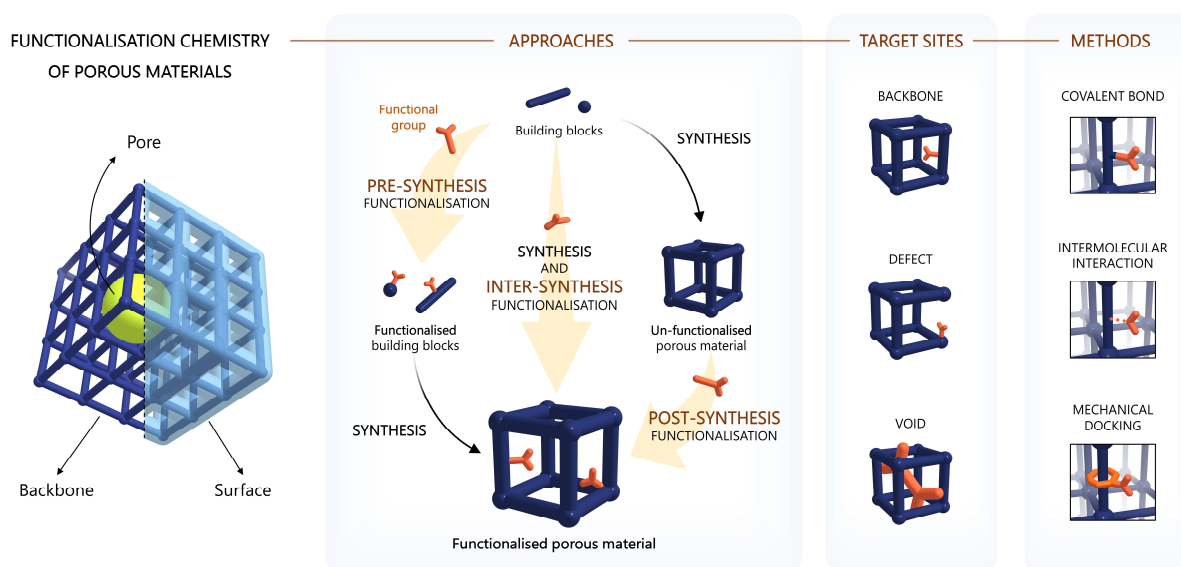 FUNCTIONALISATION CHEMISTRY
OF POROUS MATERIALS
Pore
Backbone
Surface
APPROACHES
Functional
group
Building blocks
SYNTHESIS
PRE-SYNTHESIS
FUNCTIONALISATION
SYNTHESIS
AND
INTER-SYNTHESIS
FUNCTIONALISATION
Functionalised
building blocks
Un-functionalised
porous material
SYNTHESIS
POST-SYNTHESIS
FUNCTIONALISATION
Functionalised porous material
TARGET SITES
BACKBONE
DEFECT
VOID
METHODS
COVALENT BOND
INTERMOLECULAR
INTERACTION
MECHANICAL
DOCKING